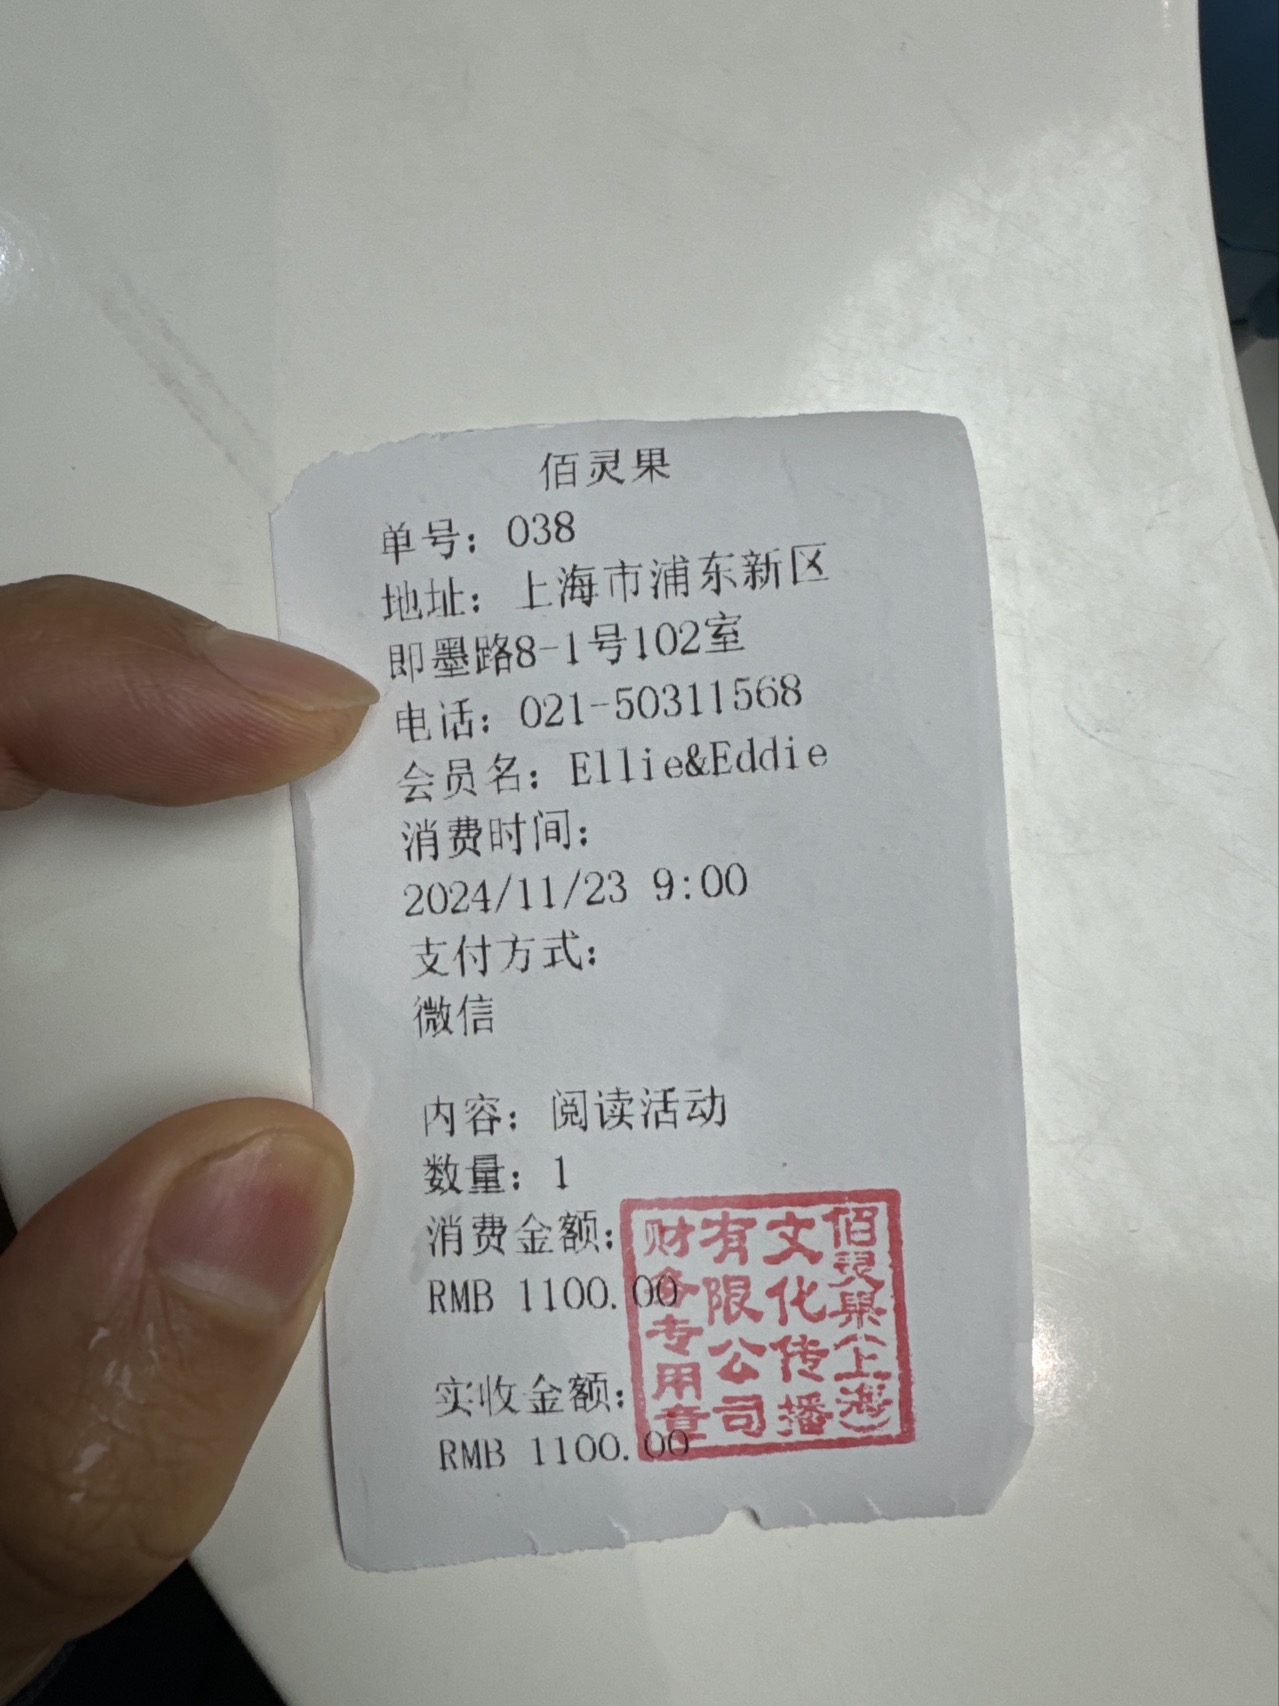 佰灵果
单号：038
地址：上海市浦东新区
即墨路8-1号102室
电话：021-50311568
会员名：Ellie&Eddie
消费时间：
2024/11/23 9:00
支付方式：
微信
内容：阅读活动
数量：1
消费金额：
RMB 1100.00
实收金额：
RMB 1100.00
佰灵果（上海）
文化传播
有限公司
财务专用章